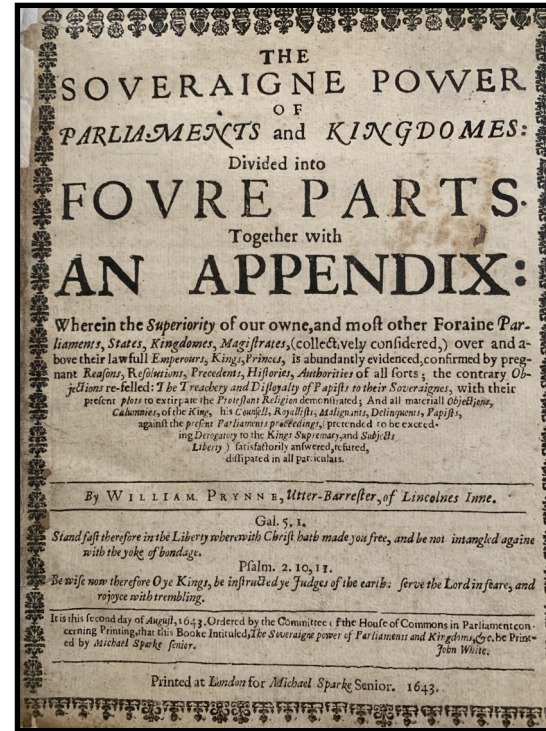 THE
SOVERAIGNE POWER
OF
PARLIAMENTS and KINGDOMES:
Divided into
FOVRE PARTS.
Together with
AN APPENDIX:
Wherein the Superiority of our owne, and most other Foraine Par-
liaments, States, Kingdomes, Magistrates, (collectively considered,) over and a-
bove their lawfull Emperours, Kings, Princes, is abundantly evidenced, confirmed by preg-
nant Reasons, Resolutions, Precedents, Histories, Authorities of all sorts; the contrary Ob-
jections re-felled: The Treachery and Disloyalty of Papists to their Soveraignes, with their
present plots to extirpate the Protestant Religion demonstrated; And all materiall Objections,
Calumnies, of the King, his Counsell, Royallists, Malignants, Delinquents, Papists,
against the present Parliaments proceedings, (pretended to be exceed-
ing Derogatory to the Kings Supremacy, and Subjects
Liberty) satisfactorily answered, refuted,
dissipated in all particulars.
By WILLIAM PRYNNE, Utter-Barrester, of Lincolnes Inne.
Gal. 5. 1.
Stand fast therefore in the Liberty wherewith Christ hath made you free, and be not intangled againe
with the yoke of bondage.
Psalm. 2. 10, 11.
Be wise now therefore O ye Kings, be instructed ye Judges of the earth: serve the Lord in feare, and
rojoyce with trembling.
It is this second day of August, 1643. Ordered by the Committee of the House of Commons in Parliament con-
cerning Printing, that this Booke Intituled, The Soveraigne power of Parliaments and Kingdoms, &c. be Print-
ed by Michael Sparke senior.
John White.
Printed at London for Michael Sparke Senior. 1643.